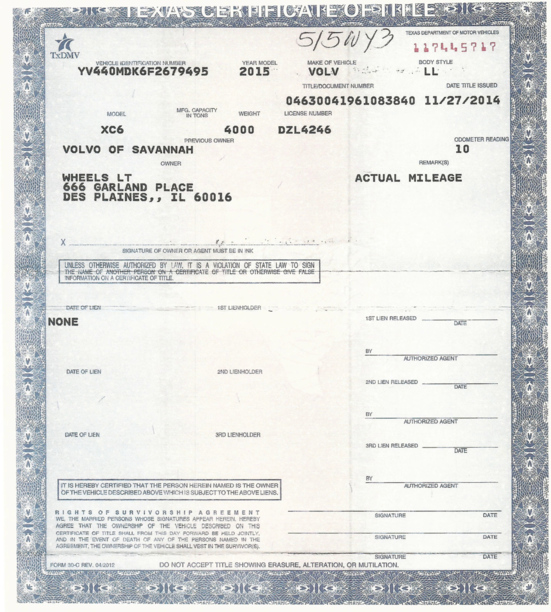 TEXAS CERTIFICATE OF TITLE
TxDMV
515WY3
TEXAS DEPARTMENT OF MOTOR VEHICLES
117445717
VEHICLE IDENTIFICATION NUMBER YEAR MODEL MAKE OF VEHICLE BODY STYLE
YV440MDK6F2679495 2015 VOLV LL
TITLE/DOCUMENT NUMBER DATE TITLE ISSUED
04630041961083840 11/27/2014
MODEL MFG. CAPACITY IN TONS WEIGHT LICENSE NUMBER
XC6 4000 DZL4246
PREVIOUS OWNER ODOMETER READING
VOLVO OF SAVANNAH 10
OWNER REMARK(S)
WHEELS LT ACTUAL MILEAGE
666 GARLAND PLACE
DES PLAINES,, IL 60016
X
SIGNATURE OF OWNER OR AGENT MUST BE IN INK
UNLESS OTHERWISE AUTHORIZED BY LAW, IT IS A VIOLATION OF STATE LAW TO SIGN
THE NAME OF ANOTHER PERSON ON A CERTIFICATE OF TITLE OR OTHERWISE GIVE FALSE
INFORMATION ON A CERTIFICATE OF TITLE.
DATE OF LIEN 1ST LIENHOLDER
NONE
1ST LIEN RELEASED
DATE
BY
AUTHORIZED AGENT
DATE OF LIEN 2ND LIENHOLDER
2ND LIEN RELEASED
DATE
BY
AUTHORIZED AGENT
DATE OF LIEN 3RD LIENHOLDER
3RD LIEN RELEASED
DATE
BY
AUTHORIZED AGENT
IT IS HEREBY CERTIFIED THAT THE PERSON HEREIN NAMED IS THE OWNER
OF THE VEHICLE DESCRIBED ABOVE WHICH IS SUBJECT TO THE ABOVE LIENS.
RIGHTS OF SURVIVORSHIP AGREEMENT
WE, THE MARRIED PERSONS WHOSE SIGNATURES APPEAR HEREIN, HEREBY
AGREE THAT THE OWNERSHIP OF THE VEHICLE DESCRIBED ON THIS
CERTIFICATE OF TITLE SHALL FROM THIS DAY FORWARD BE HELD JOINTLY,
AND IN THE EVENT OF DEATH OF ANY OF THE PERSONS NAMED IN THE
AGREEMENT, THE OWNERSHIP OF THE VEHICLE SHALL VEST IN THE SURVIVOR(S).
SIGNATURE DATE
SIGNATURE DATE
SIGNATURE DATE
FORM 30-C REV. 04/2012
DO NOT ACCEPT TITLE SHOWING ERASURE, ALTERATION, OR MUTILATION.